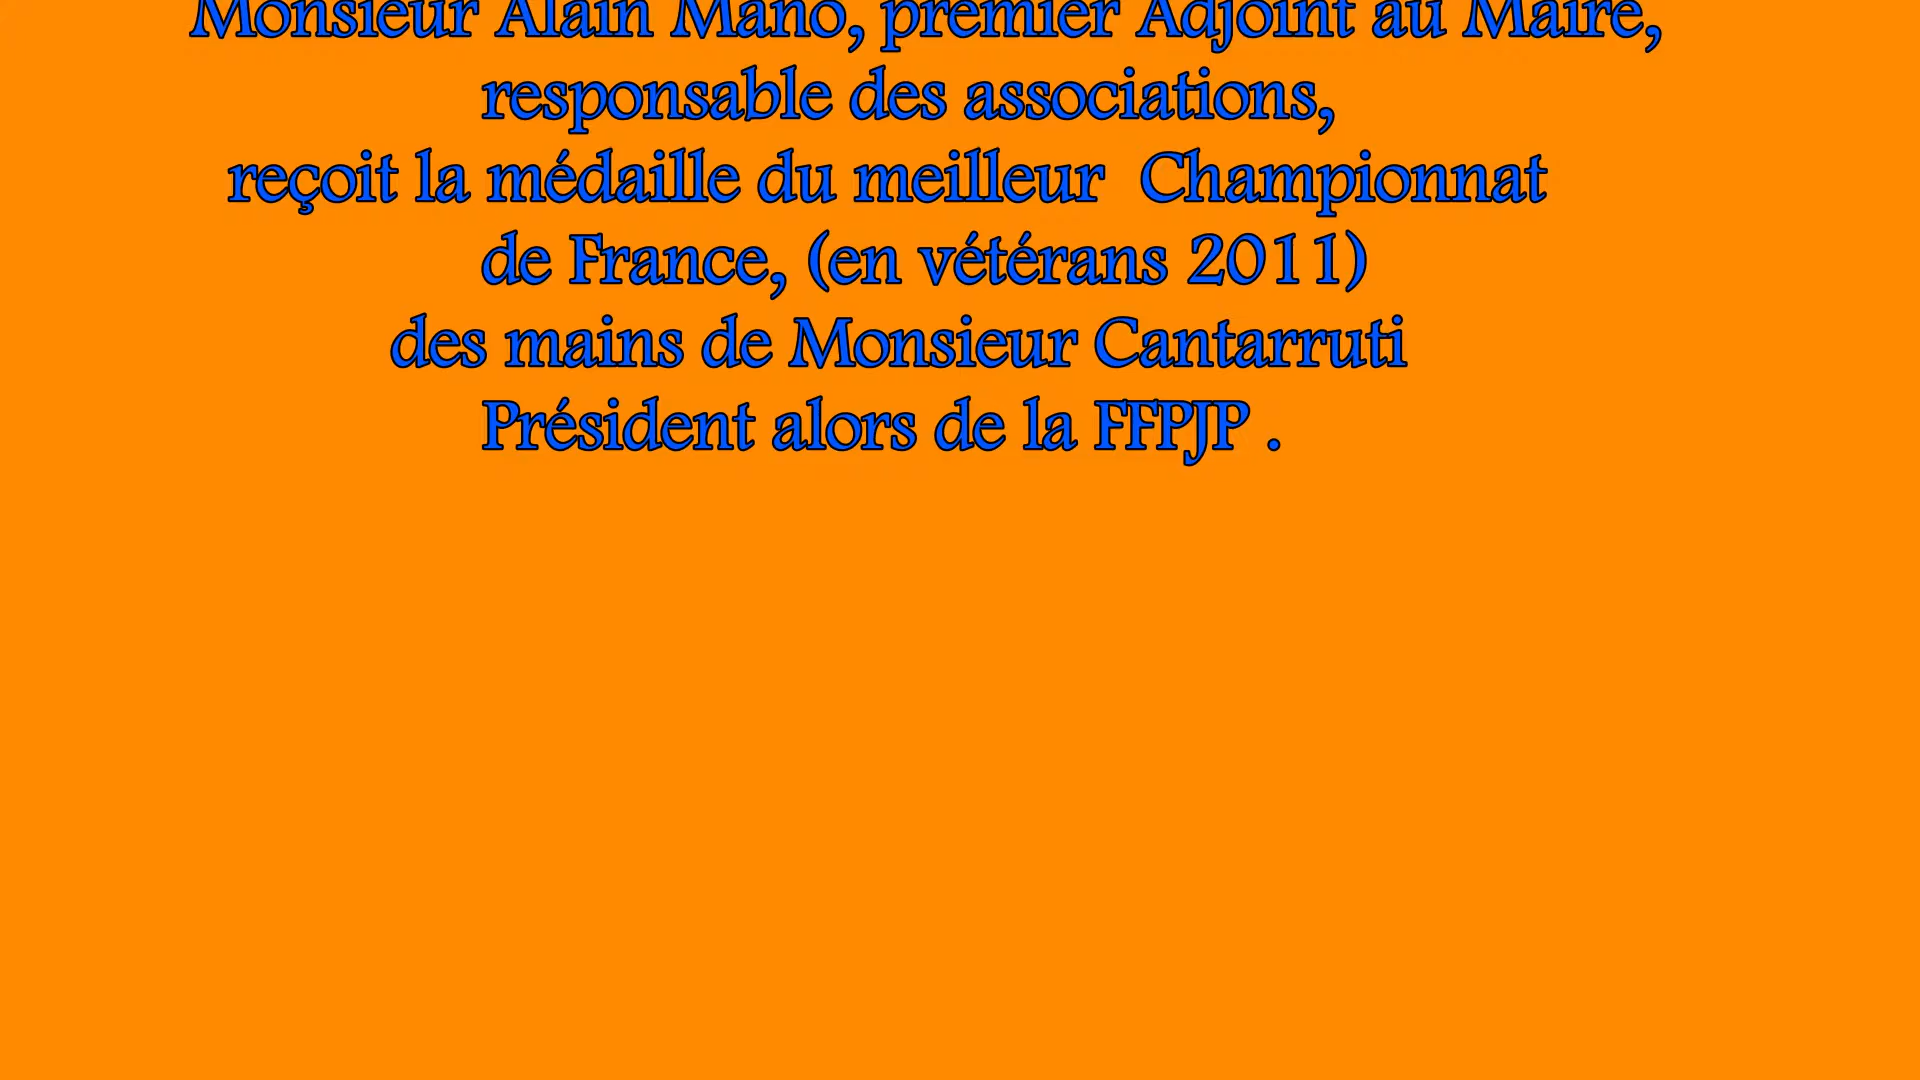 Monsieur Alain Mano, premier Adjoint au Maire,
responsable des associations,
reçoit la médaille du meilleur  Championnat
de France, (en vétérans 2011)
des mains de Monsieur Cantarruti
Président alors de la FFPJP .